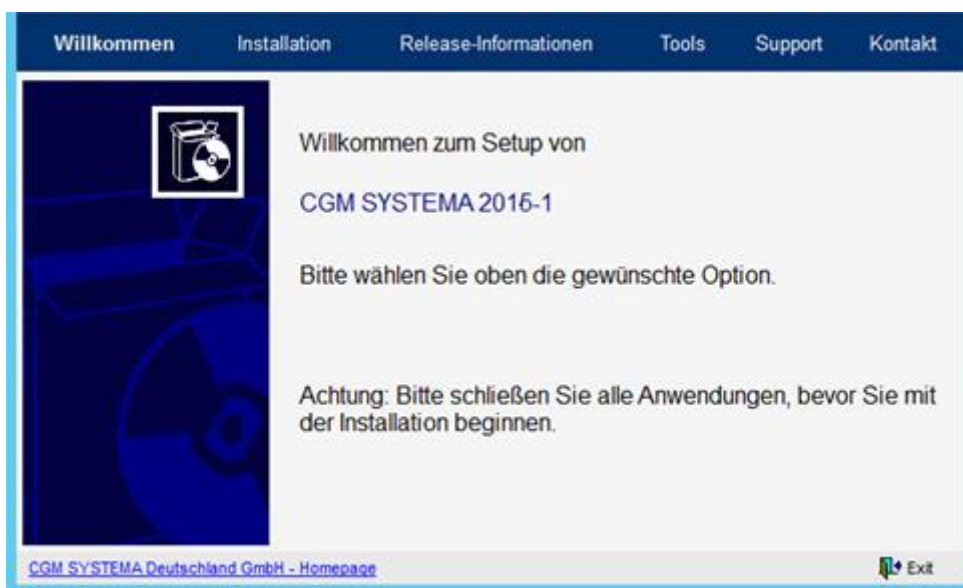 Willkommen Installation Release-Informationen Tools Support Kontakt
Willkommen zum Setup von
CGM SYSTEMA 2016-1
Bitte wählen Sie oben die gewünschte Option.
Achtung: Bitte schließen Sie alle Anwendungen, bevor Sie mit
der Installation beginnen.
CGM SYSTEMA Deutschland GmbH - Homepage
Exit